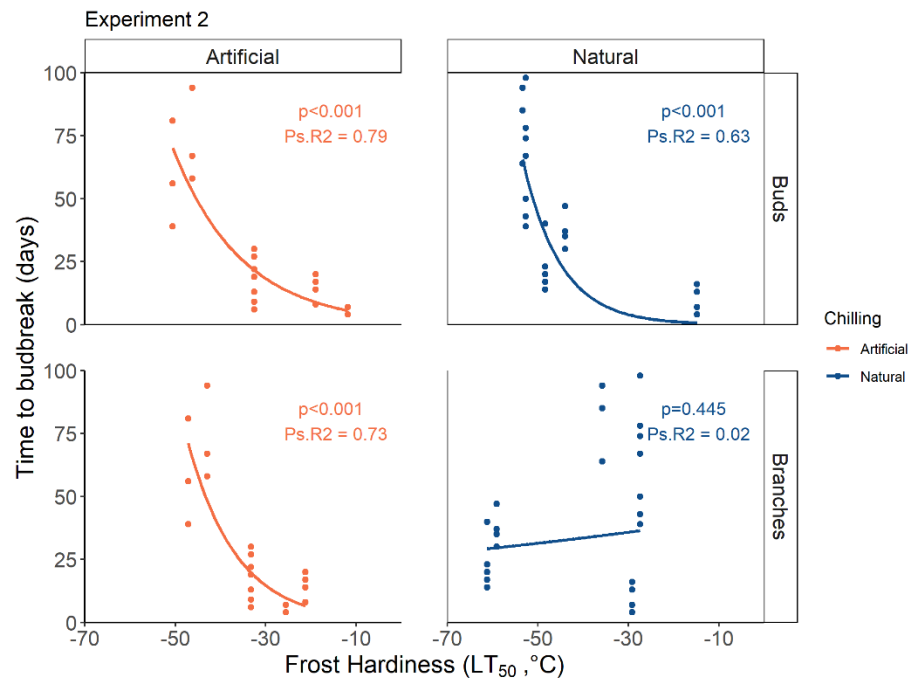 Experiment 2
Artificial
Natural
100
75
50
25
0
p<0.001
Ps.R2 = 0.79
p<0.001
Ps.R2 = 0.63
Buds
Time to budbreak (days)
Chilling
Artificial
Natural
100
75
50
25
0
p<0.001
Ps.R2 = 0.73
p=0.445
Ps.R2 = 0.02
Branches
-70
-50
-30
-10
-70
-50
-30
-10
Frost Hardiness (LT50 ,°C)